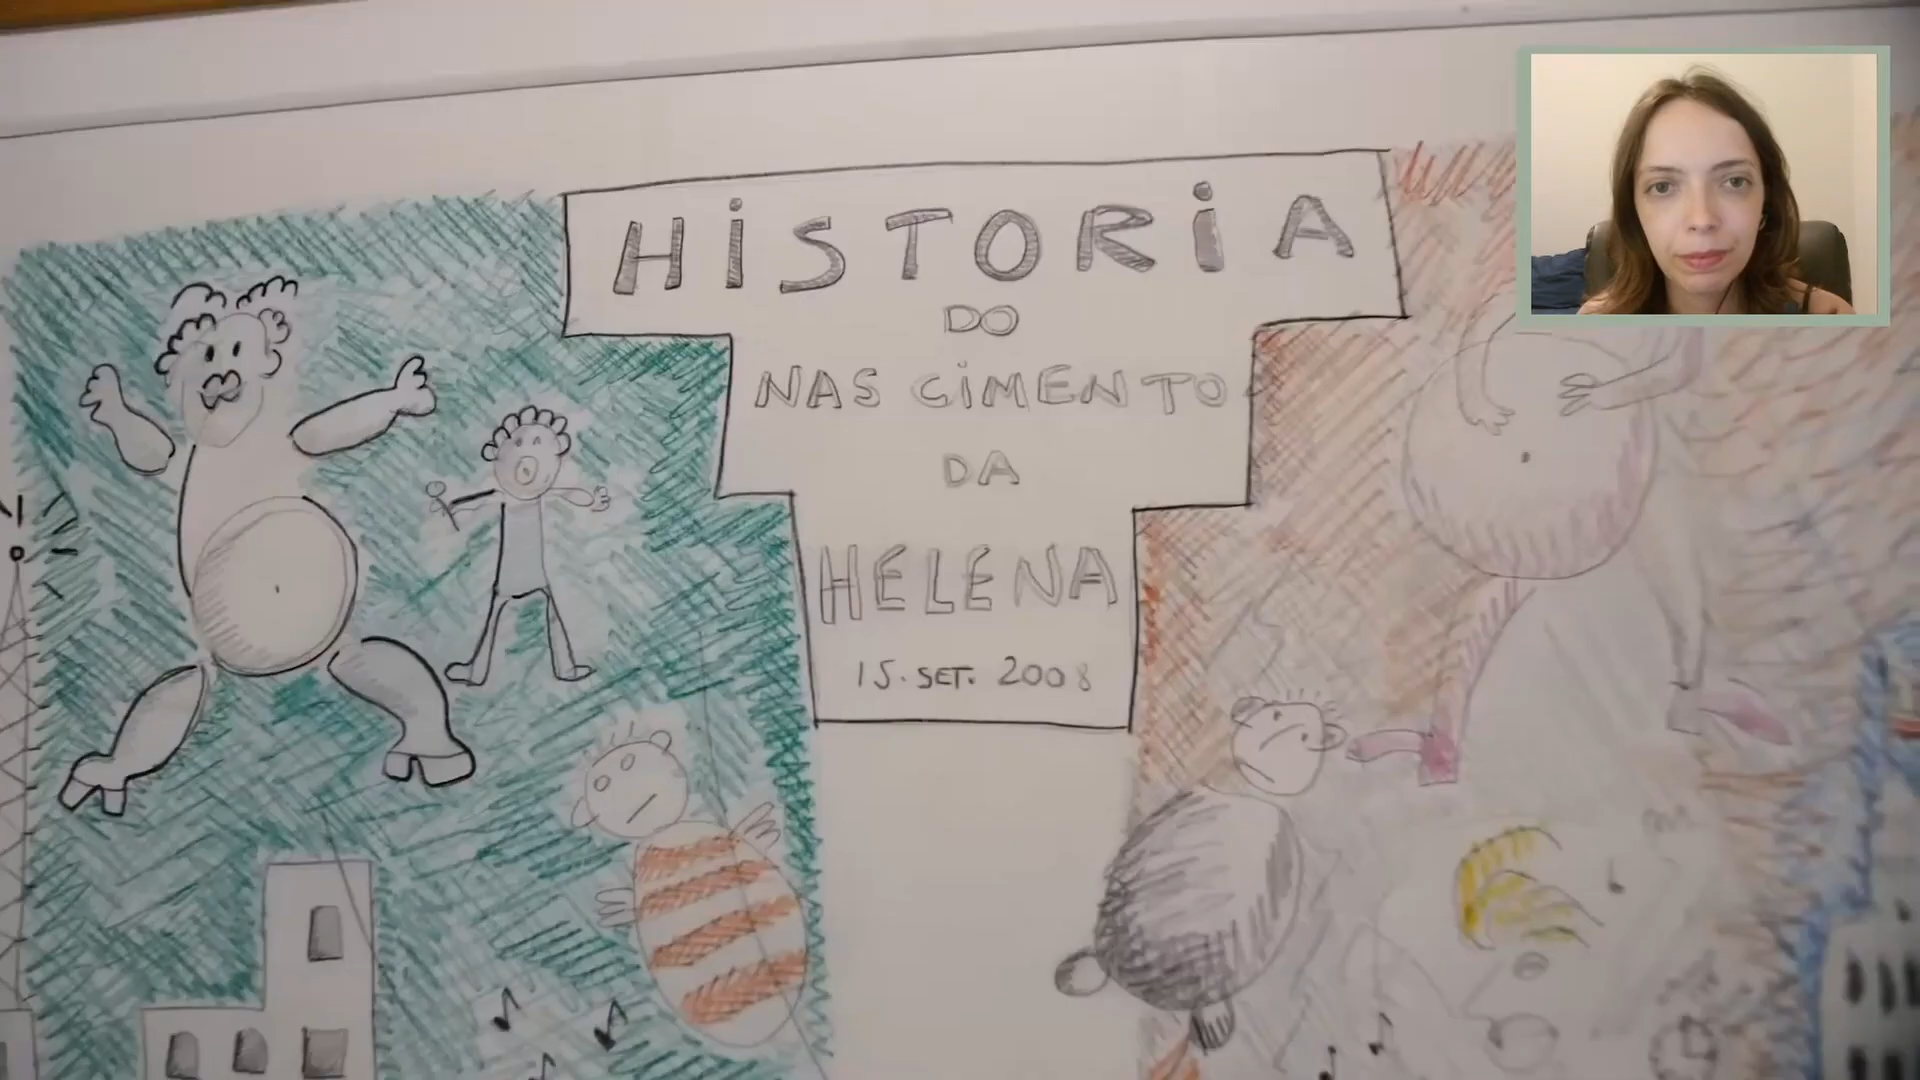 HiSTORiA
DO
NASCiMENTO
DA
HELENA
15. SET. 2008